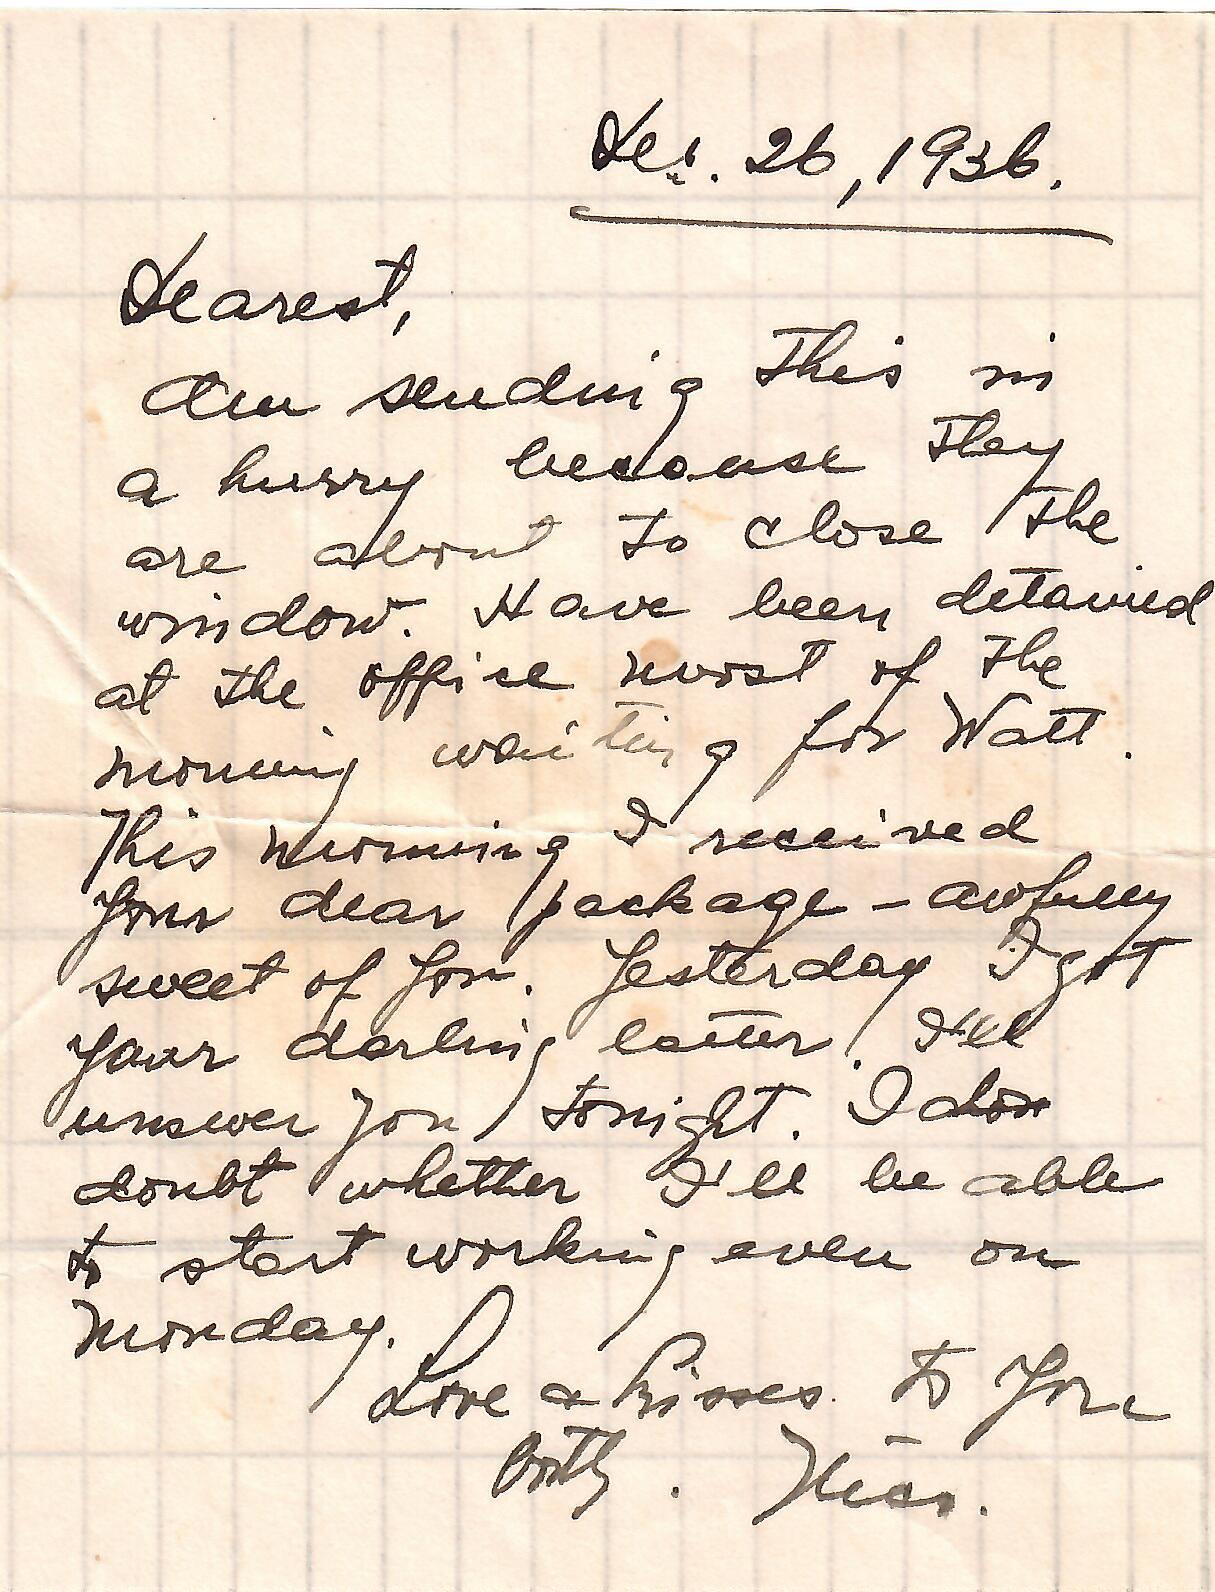 Dec. 26, 1936.
Dearest,
Am sending this in
a hurry because they
are about to close the
window. Have been detained
at the office most of the
morning waiting for Watt.
This morning I received
your dear package – awfully
sweet of you. Yesterday I got
your darling letter. I'll
answer you tonight. I
doubt whether I'll be able
to start working even on
Monday.
Love & kisses to you
both.